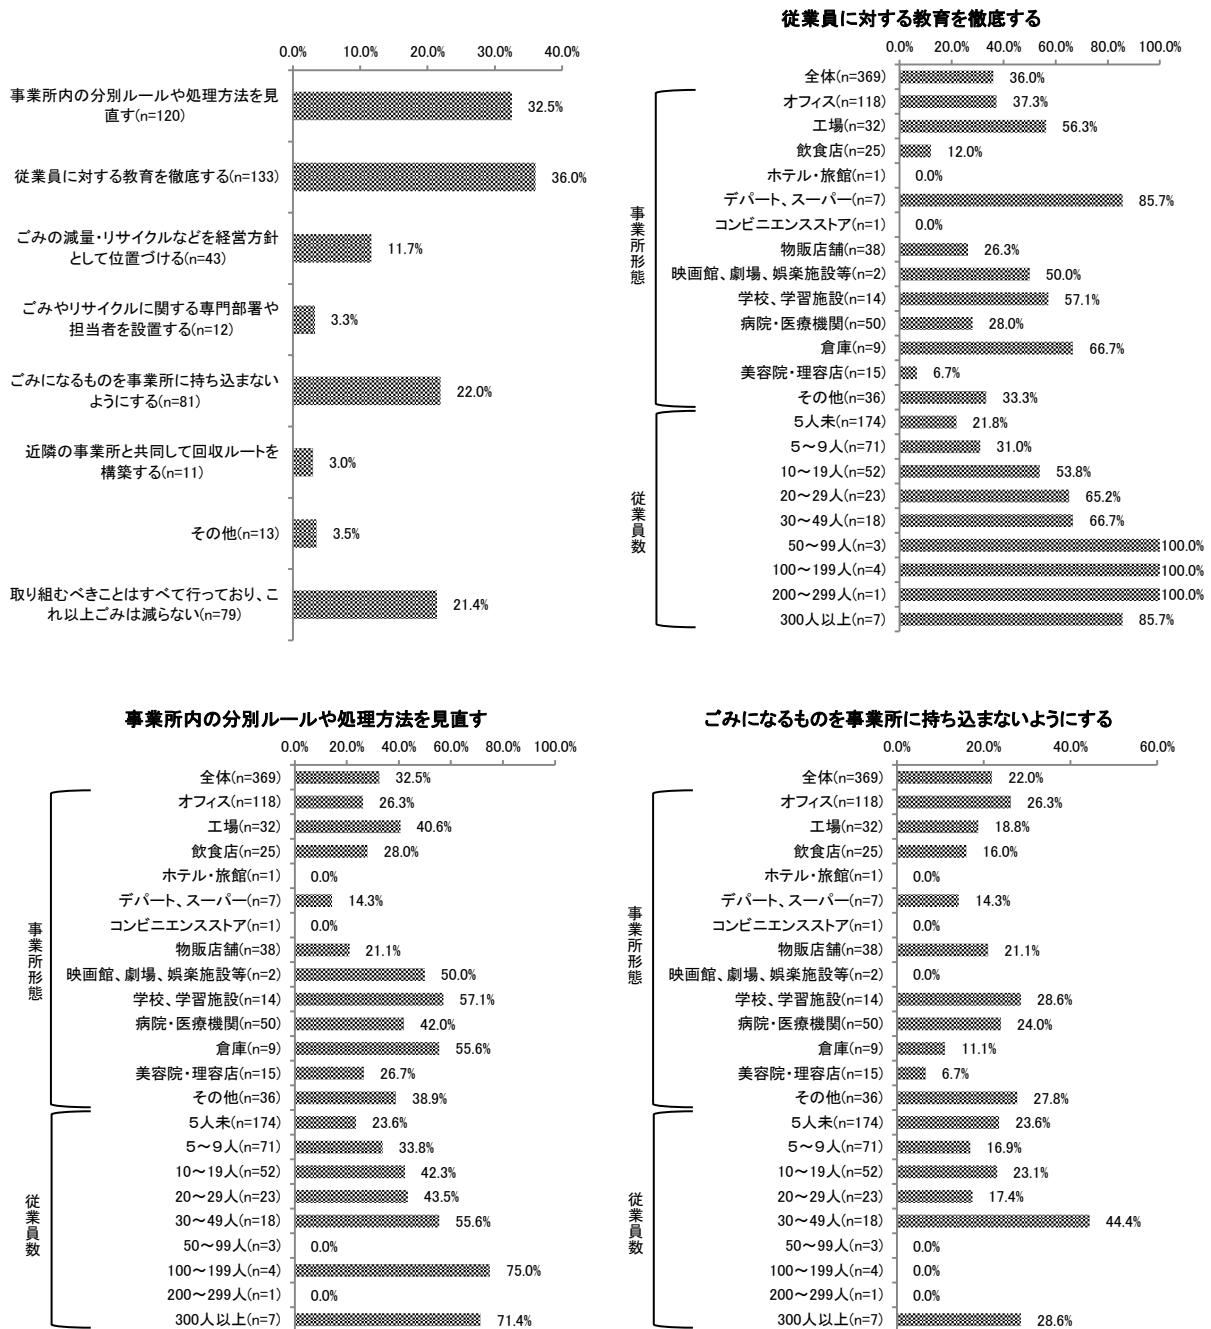 0.0% 10.0% 20.0% 30.0% 40.0%
事業所内の分別ルールや処理方法を見
直す(n=120)
32.5%
従業員に対する教育を徹底する(n=133)
36.0%
ごみの減量・リサイクルなどを経営方針
として位置づける(n=43)
11.7%
ごみやリサイクルに関する専門部署や
担当者を設置する(n=12)
3.3%
ごみになるものを事業所に持ち込まない
ようにする(n=81)
22.0%
近隣の事業所と共同して回収ルートを
構築する(n=11)
3.0%
その他(n=13)
3.5%
取り組むべきことはすべて行っており、こ
れ以上ごみは減らない(n=79)
21.4%
従業員に対する教育を徹底する
0.0% 20.0% 40.0% 60.0% 80.0% 100.0%
全体(n=369) 36.0%
オフィス(n=118) 37.3%
工場(n=32) 56.3%
飲食店(n=25) 12.0%
ホテル・旅館(n=1) 0.0%
デパート、スーパー(n=7) 85.7%
コンビニエンスストア(n=1) 0.0%
物販店舗(n=38) 26.3%
映画館、劇場、娯楽施設等(n=2) 50.0%
学校、学習施設(n=14) 57.1%
病院・医療機関(n=50) 28.0%
倉庫(n=9) 66.7%
美容院・理容店(n=15) 6.7%
その他(n=36) 33.3%
5人未(n=174) 21.8%
5～9人(n=71) 31.0%
10～19人(n=52) 53.8%
20～29人(n=23) 65.2%
30～49人(n=18) 66.7%
50～99人(n=3) 100.0%
100～199人(n=4) 100.0%
200～299人(n=1) 100.0%
300人以上(n=7) 85.7%
事業所形態
従業員数
事業所内の分別ルールや処理方法を見直す
0.0% 20.0% 40.0% 60.0% 80.0% 100.0%
全体(n=369) 32.5%
オフィス(n=118) 26.3%
工場(n=32) 40.6%
飲食店(n=25) 28.0%
ホテル・旅館(n=1) 0.0%
デパート、スーパー(n=7) 14.3%
コンビニエンスストア(n=1) 0.0%
物販店舗(n=38) 21.1%
映画館、劇場、娯楽施設等(n=2) 50.0%
学校、学習施設(n=14) 57.1%
病院・医療機関(n=50) 42.0%
倉庫(n=9) 55.6%
美容院・理容店(n=15) 26.7%
その他(n=36) 38.9%
5人未(n=174) 23.6%
5～9人(n=71) 33.8%
10～19人(n=52) 42.3%
20～29人(n=23) 43.5%
30～49人(n=18) 55.6%
50～99人(n=3) 0.0%
100～199人(n=4) 75.0%
200～299人(n=1) 0.0%
300人以上(n=7) 71.4%
事業所形態
従業員数
ごみになるものを事業所に持ち込まないようにする
0.0% 20.0% 40.0% 60.0%
全体(n=369) 22.0%
オフィス(n=118) 26.3%
工場(n=32) 18.8%
飲食店(n=25) 16.0%
ホテル・旅館(n=1) 0.0%
デパート、スーパー(n=7) 14.3%
コンビニエンスストア(n=1) 0.0%
物販店舗(n=38) 21.1%
映画館、劇場、娯楽施設等(n=2) 0.0%
学校、学習施設(n=14) 28.6%
病院・医療機関(n=50) 24.0%
倉庫(n=9) 11.1%
美容院・理容店(n=15) 6.7%
その他(n=36) 27.8%
5人未(n=174) 23.6%
5～9人(n=71) 16.9%
10～19人(n=52) 23.1%
20～29人(n=23) 17.4%
30～49人(n=18) 44.4%
50～99人(n=3) 0.0%
100～199人(n=4) 0.0%
200～299人(n=1) 0.0%
300人以上(n=7) 28.6%
事業所形態
従業員数